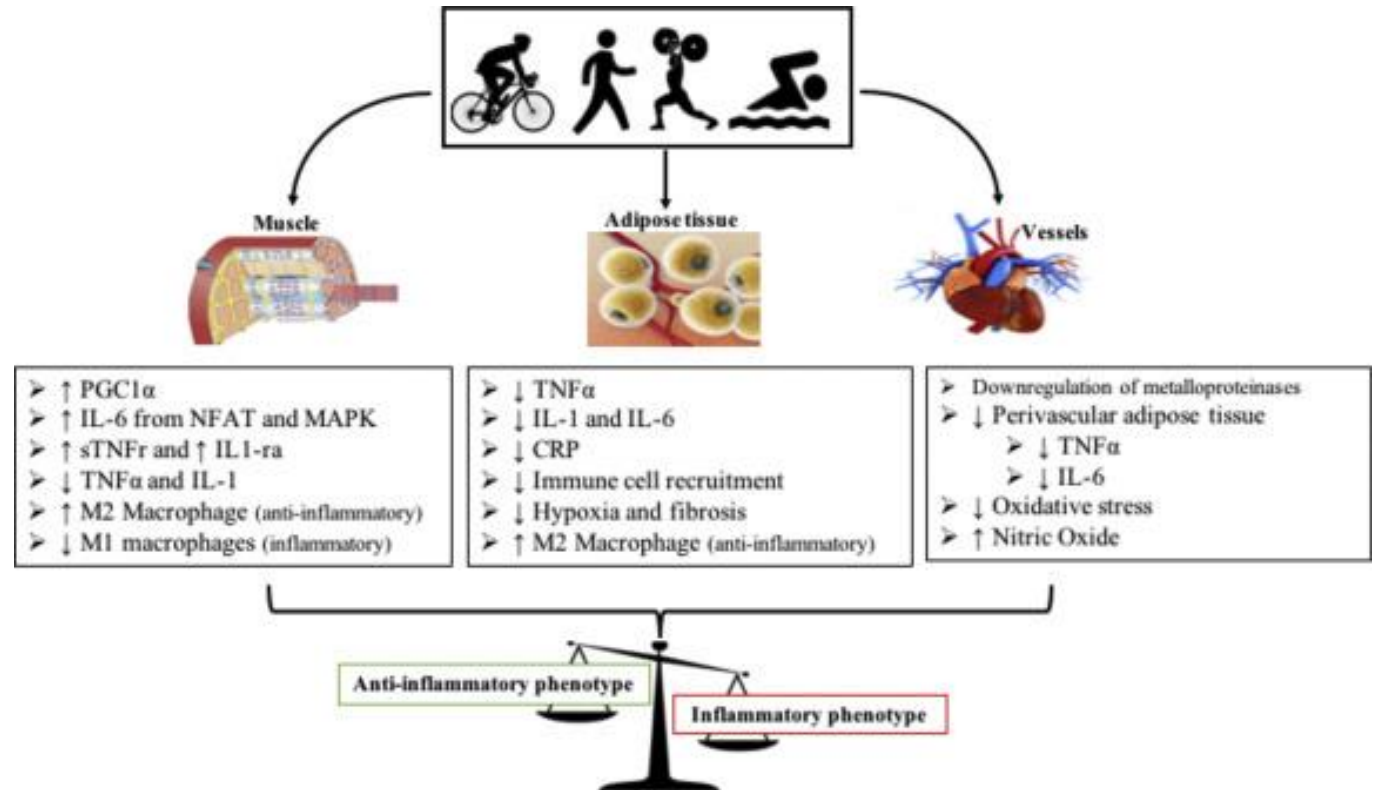 Muscle
Adipose tissue
Vessels
➢ ↑ PGC1α
➢ ↑ IL-6 from NFAT and MAPK
➢ ↑ sTNFr and ↑ IL1-ra
➢ ↓ TNFα and IL-1
➢ ↑ M2 Macrophage (anti-inflammatory)
➢ ↓ M1 macrophages (inflammatory)
➢ ↓ TNFα
➢ ↓ IL-1 and IL-6
➢ ↓ CRP
➢ ↓ Immune cell recruitment
➢ ↓ Hypoxia and fibrosis
➢ ↑ M2 Macrophage (anti-inflammatory)
➢ Downregulation of metalloproteinases
➢ ↓ Perivascular adipose tissue
➢ ↓ TNFα
➢ ↓ IL-6
➢ ↓ Oxidative stress
➢ ↑ Nitric Oxide
Anti-inflammatory phenotype
Inflammatory phenotype